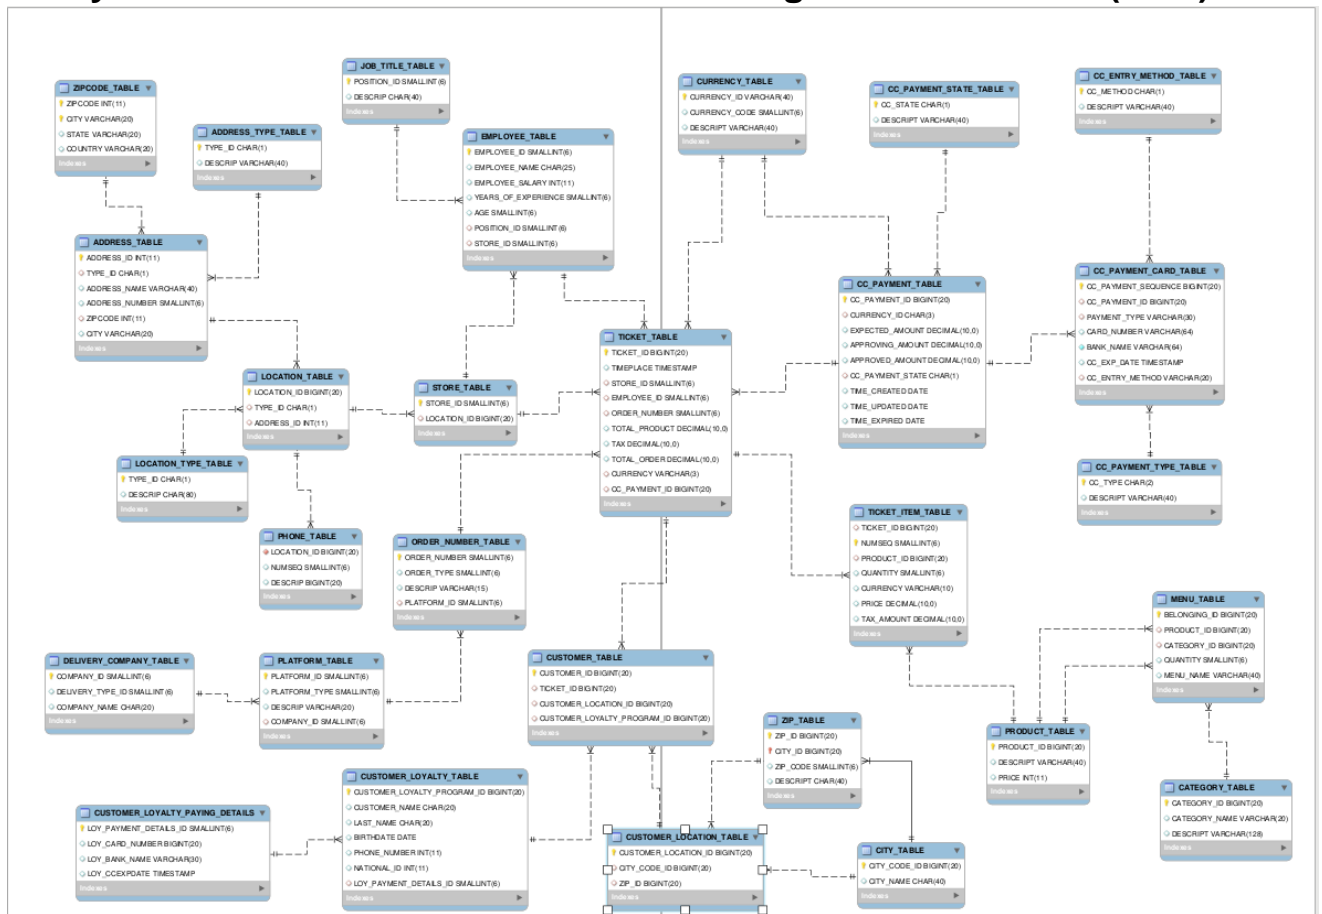 ZIPCODE_TABLE
ZIPCODE INT(11)
CITY VARCHAR(20)
STATE VARCHAR(20)
COUNTRY VARCHAR(20)
Indexes
ADDRESS_TYPE_TABLE
TYPE_ID CHAR(1)
DESCRIP VARCHAR(40)
Indexes
JOB_TITLE_TABLE
POSITION_ID SMALLINT(6)
DESCRIP CHAR(40)
Indexes
EMPLOYEE_TABLE
EMPLOYEE_ID SMALLINT(6)
EMPLOYEE_NAME CHAR(25)
EMPLOYEE_SALARY INT(11)
YEARS_OF_EXPERIENCE SMALLINT(6)
AGE SMALLINT(6)
POSITION_ID SMALLINT(6)
STORE_ID SMALLINT(6)
Indexes
CURRENCY_TABLE
CURRENCY_ID VARCHAR(40)
CURRENCY_CODE SMALLINT(6)
DESCRIPT VARCHAR(40)
Indexes
CC_PAYMENT_STATE_TABLE
CC_STATE CHAR(1)
DESCRIPT VARCHAR(40)
Indexes
CC_ENTRY_METHOD_TABLE
CC_METHOD CHAR(1)
DESCRIPT VARCHAR(40)
Indexes
ADDRESS_TABLE
ADDRESS_ID INT(11)
TYPE_ID CHAR(1)
ADDRESS_NAME VARCHAR(40)
ADDRESS_NUMBER SMALLINT(6)
ZIPCODE INT(11)
CITY VARCHAR(20)
Indexes
LOCATION_TABLE
LOCATION_ID BIGINT(20)
TYPE_ID CHAR(1)
ADDRESS_ID INT(11)
Indexes
STORE_TABLE
STORE_ID SMALLINT(6)
LOCATION_ID BIGINT(20)
Indexes
TICKET_TABLE
TICKET_ID BIGINT(20)
TIMEPLACE TIMESTAMP
STORE_ID SMALLINT(6)
EMPLOYEE_ID SMALLINT(6)
ORDER_NUMBER SMALLINT(6)
TOTAL_PRODUCT DECIMAL(10,0)
TAX DECIMAL(10,0)
TOTAL_ORDER DECIMAL(10,0)
CURRENCY VARCHAR(3)
CC_PAYMENT_ID BIGINT(20)
Indexes
CC_PAYMENT_TABLE
CC_PAYMENT_ID BIGINT(20)
CURRENCY_ID CHAR(3)
EXPECTED_AMOUNT DECIMAL(10,0)
APPROVING_AMOUNT DECIMAL(10,0)
APPROVED_AMOUNT DECIMAL(10,0)
CC_PAYMENT_STATE CHAR(1)
TIME_CREATED DATE
TIME_UPDATED DATE
TIME_EXPIRED DATE
Indexes
CC_PAYMENT_CARD_TABLE
CC_PAYMENT_SEQUENCE BIGINT(20)
CC_PAYMENT_ID BIGINT(20)
PAYMENT_TYPE VARCHAR(30)
CARD_NUMBER VARCHAR(64)
BANK_NAME VARCHAR(64)
CC_EXP_DATE TIMESTAMP
CC_ENTRY_METHOD VARCHAR(20)
Indexes
LOCATION_TYPE_TABLE
TYPE_ID CHAR(1)
DESCRIP CHAR(80)
Indexes
CC_PAYMENT_TYPE_TABLE
CC_TYPE CHAR(2)
DESCRIPT VARCHAR(40)
Indexes
PHONE_TABLE
LOCATION_ID BIGINT(20)
NUMSEQ SMALLINT(6)
DESCRIP BIGINT(20)
Indexes
ORDER_NUMBER_TABLE
ORDER_NUMBER SMALLINT(6)
ORDER_TYPE SMALLINT(6)
DESCRIP VARCHAR(15)
PLATFORM_ID SMALLINT(6)
Indexes
TICKET_ITEM_TABLE
TICKET_ID BIGINT(20)
NUMSEQ SMALLINT(6)
PRODUCT_ID BIGINT(20)
QUANTITY SMALLINT(6)
CURRENCY VARCHAR(10)
PRICE DECIMAL(10,0)
TAX_AMOUNT DECIMAL(10,0)
Indexes
MENU_TABLE
BELONGING_ID BIGINT(20)
PRODUCT_ID BIGINT(20)
CATEGORY_ID BIGINT(20)
QUANTITY SMALLINT(6)
MENU_NAME VARCHAR(40)
Indexes
DELIVERY_COMPANY_TABLE
COMPANY_ID SMALLINT(6)
DELIVERY_TYPE_ID SMALLINT(6)
COMPANY_NAME CHAR(20)
Indexes
PLATFORM_TABLE
PLATFORM_ID SMALLINT(6)
PLATFORM_TYPE SMALLINT(6)
DESCRIP VARCHAR(20)
COMPANY_ID SMALLINT(6)
Indexes
CUSTOMER_TABLE
CUSTOMER_ID BIGINT(20)
TICKET_ID BIGINT(20)
CUSTOMER_LOCATION_ID BIGINT(20)
CUSTOMER_LOYALTY_PROGRAM_ID BIGINT(20)
Indexes
ZIP_TABLE
ZIP_ID BIGINT(20)
CITY_ID BIGINT(20)
ZIP_CODE SMALLINT(6)
DESCRIPT CHAR(40)
Indexes
PRODUCT_TABLE
PRODUCT_ID BIGINT(20)
DESCRIPT VARCHAR(40)
PRICE INT(11)
Indexes
CATEGORY_TABLE
CATEGORY_ID BIGINT(20)
CATEGORY_NAME VARCHAR(20)
DESCRIPT VARCHAR(128)
Indexes
CUSTOMER_LOYALTY_PAYING_DETAILS
LOY_PAYMENT_DETAILS_ID SMALLINT(6)
LOY_CARD_NUMBER BIGINT(20)
LOY_BANK_NAME VARCHAR(30)
LOY_CCEXPDATE TIMESTAMP
Indexes
CUSTOMER_LOYALTY_TABLE
CUSTOMER_LOYALTY_PROGRAM_ID BIGINT(20)
CUSTOMER_NAME CHAR(20)
LAST_NAME CHAR(20)
BIRTHDATE DATE
PHONE_NUMBER INT(11)
NATIONAL_ID INT(11)
LOY_PAYMENT_DETAILS_ID SMALLINT(6)
Indexes
CUSTOMER_LOCATION_TABLE
CUSTOMER_LOCATION_ID BIGINT(20)
CITY_CODE_ID BIGINT(20)
ZIP_ID BIGINT(20)
Indexes
CITY_TABLE
CITY_CODE_ID BIGINT(20)
CITY_NAME CHAR(40)
Indexes